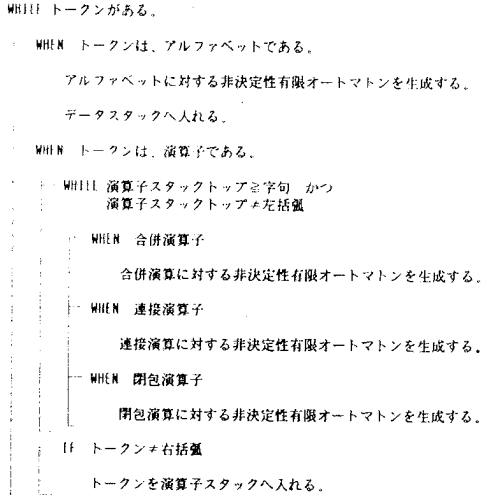 WHILE トークンがある。
WHEN トークンは、アルファベットである。
アルファベットに対する非決定性有限オートマトンを生成する。
データスタックへ入れる。
WHEN トークンは、演算子である。
WHILE 演算子スタックトップ≧字句 かつ
演算子スタックトップ≠左括弧
WHEN 合併演算子
合併演算に対する非決定性有限オートマトンを生成する。
WHEN 連接演算子
連接演算に対する非決定性有限オートマトンを生成する。
WHEN 閉包演算子
閉包演算に対する非決定性有限オートマトンを生成する。
IF トークン≠右括弧
トークンを演算子スタックへ入れる。